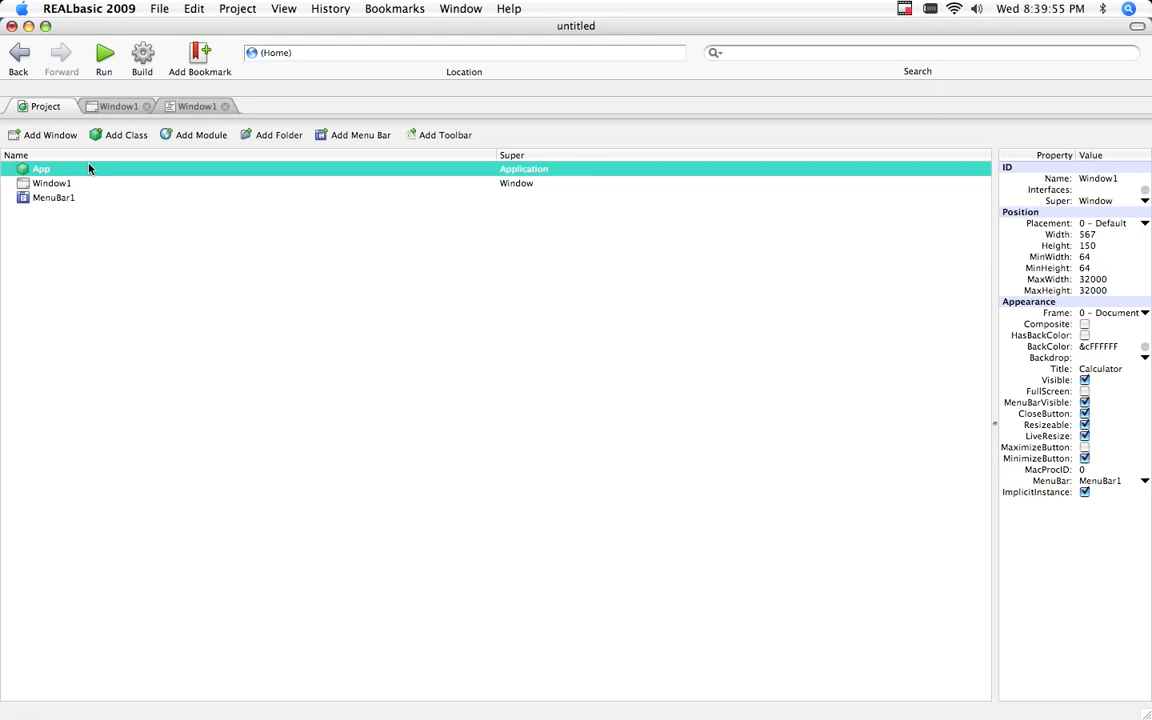 REALbasic 2009 File Edit Project View History Bookmarks Window Help Wed 8:39:55 PM
untitled
(Home)
Back Forward Run Build Add Bookmark Location Search
Project Window1 Window1
Add Window Add Class Add Module Add Folder Add Menu Bar Add Toolbar
Name Super Property Value
App Application
Window1 Window
MenuBar1
ID
Name: Window1
Interfaces:
Super: Window
Position
Placement: 0 - Default
Width: 567
Height: 150
MinWidth: 64
MinHeight: 64
MaxWidth: 32000
MaxHeight: 32000
Appearance
Frame: 0 - Document
Composite:
HasBackColor:
BackColor: &cFFFFFF
Backdrop:
Title: Calculator
Visible:
FullScreen:
MenuBarVisible:
CloseButton:
Resizeable:
LiveResize:
MaximizeButton:
MinimizeButton:
MacProcID: 0
MenuBar: MenuBar1
ImplicitInstance: